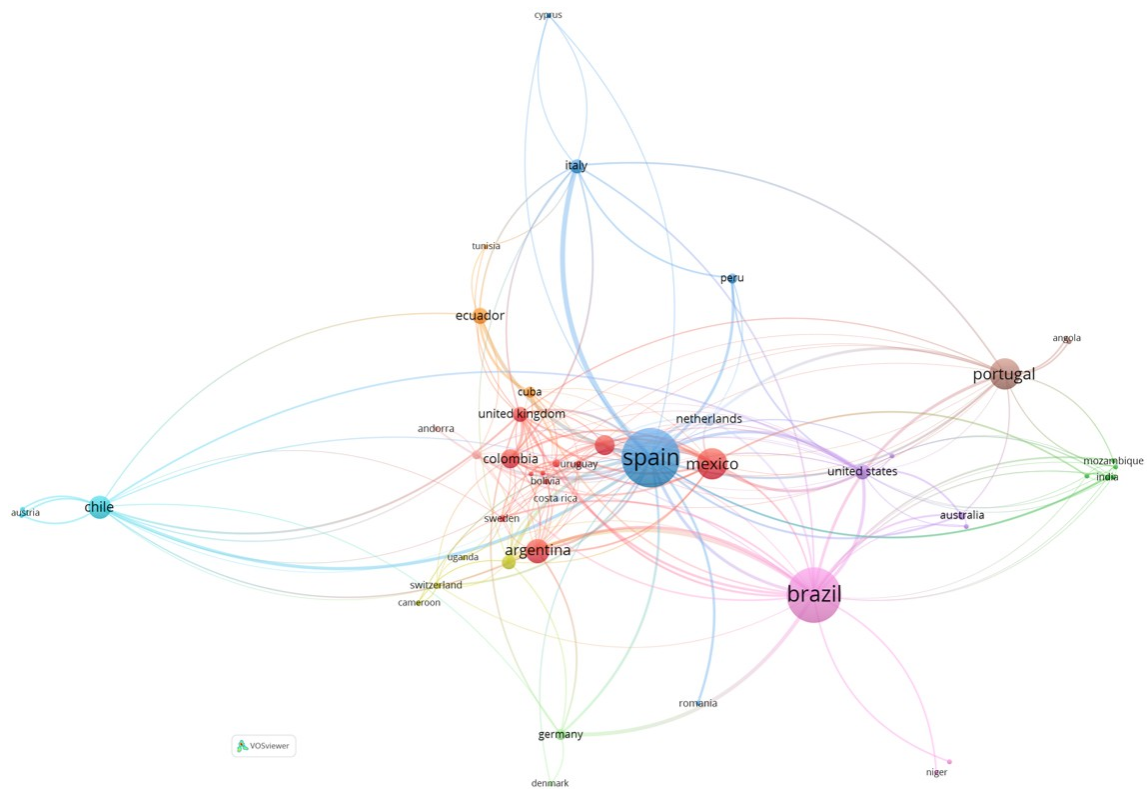 cyprus
italy
tunisia
peru
ecuador
angola
portugal
cuba
united kingdom
netherlands
andorra
spain
colombia
uruguay
mexico
mozambique
united states
india
bolivia
costa rica
chile
austria
australia
sweden
argentina
uganda
switzerland
brazil
cameroon
romania
germany
VOSviewer
niger
denmark